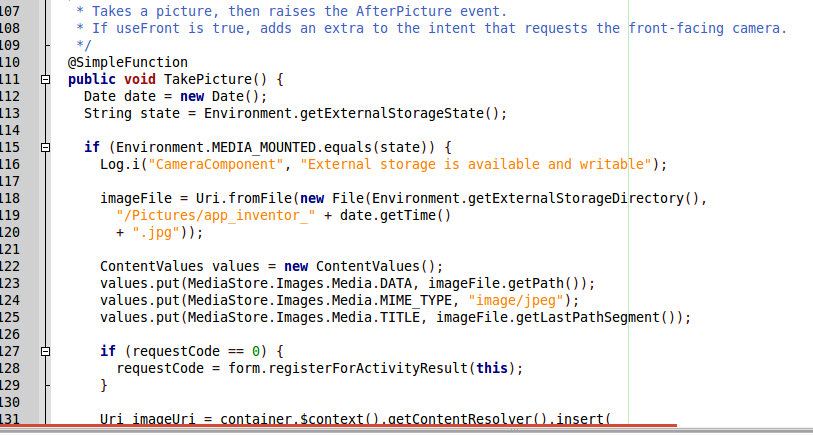 107 * Takes a picture, then raises the AfterPicture event.
108 * If useFront is true, adds an extra to the intent that requests the front-facing camera.
109 */
110 @SimpleFunction
111 public void TakePicture() {
112 Date date = new Date();
113 String state = Environment.getExternalStorageState();
114
115 if (Environment.MEDIA_MOUNTED.equals(state)) {
116 Log.i("CameraComponent", "External storage is available and writable");
117
118 imageFile = Uri.fromFile(new File(Environment.getExternalStorageDirectory(),
119 "/Pictures/app_inventor_" + date.getTime()
120 + ".jpg"));
121
122 ContentValues values = new ContentValues();
123 values.put(MediaStore.Images.Media.DATA, imageFile.getPath());
124 values.put(MediaStore.Images.Media.MIME_TYPE, "image/jpeg");
125 values.put(MediaStore.Images.Media.TITLE, imageFile.getLastPathSegment());
126
127 if (requestCode == 0) {
128 requestCode = form.registerForActivityResult(this);
129 }
130
131 Uri imageUri = container.$context().getContentResolver().insert(